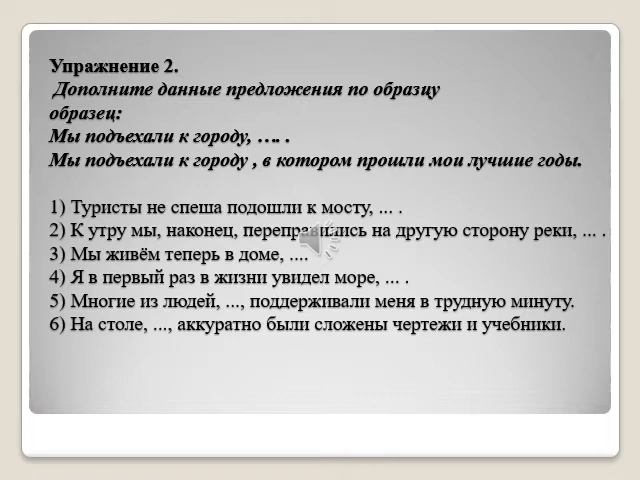 Упражнение 2.
Дополните данные предложения по образцу
образец:
Мы подъехали к городу, …. .
Мы подъехали к городу , в котором прошли мои лучшие годы.
1) Туристы не спеша подошли к мосту, ... .
2) К утру мы, наконец, переправились на другую сторону реки, ... .
3) Мы живём теперь в доме, ....
4) Я в первый раз в жизни увидел море, ... .
5) Многие из людей, ..., поддерживали меня в трудную минуту.
6) На столе, ..., аккуратно были сложены чертежи и учебники.